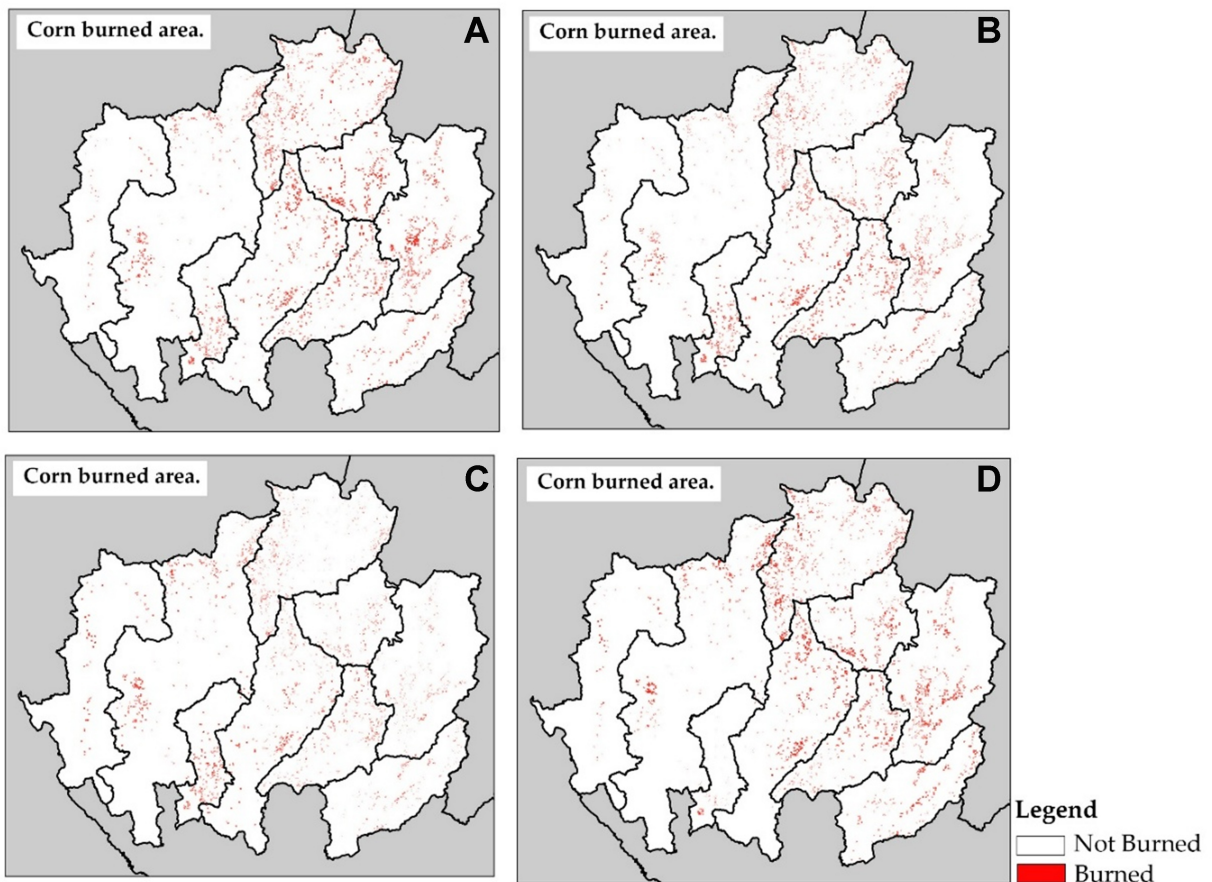 Corn burned area. A
Corn burned area. B
Corn burned area. C
Corn burned area. D
Legend
Not Burned
Burned